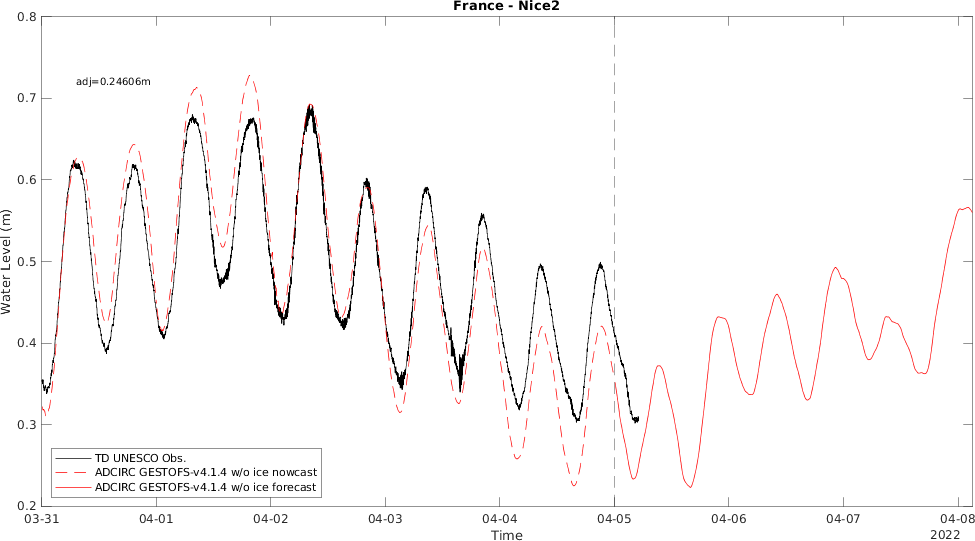 France - Nice2
adj=0.24606m
0.8
0.7
0.6
0.5
0.4
0.3
0.2
Water Level (m)
TD UNESCO Obs.
ADCIRC GESTOFS-v4.1.4 w/o ice nowcast
ADCIRC GESTOFS-v4.1.4 w/o ice forecast
03-31 04-01 04-02 04-03 04-04 04-05 04-06 04-07 04-08
Time
2022